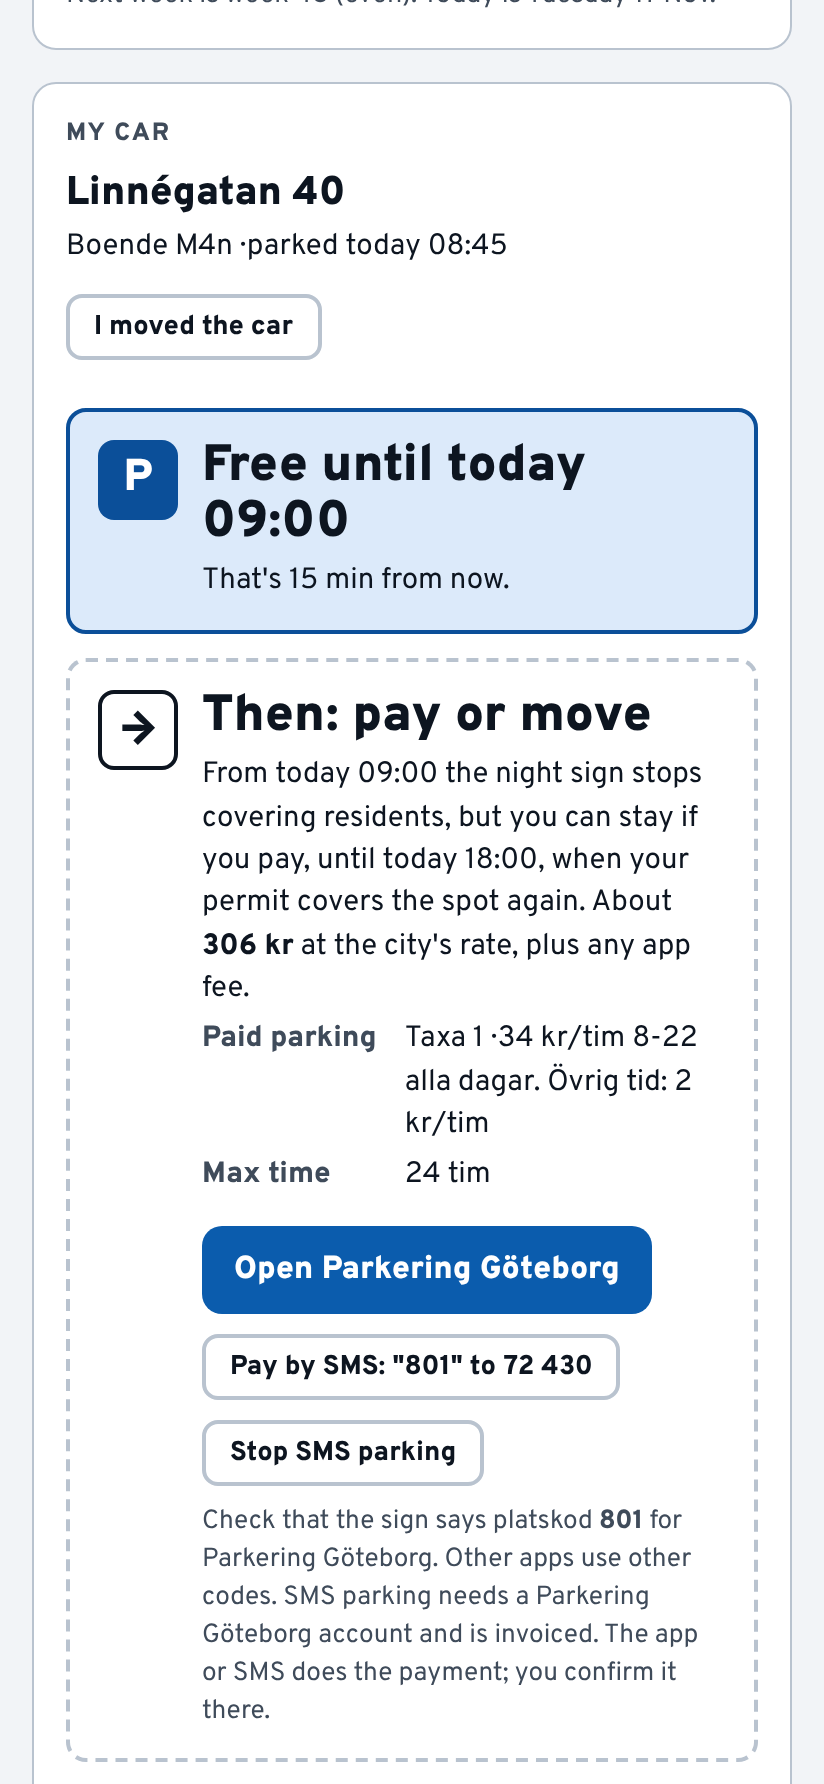 MY CAR
Linnégatan 40
Boende M4n ·parked today 08:45
I moved the car
P
Free until today
09:00
That's 15 min from now.
→
Then: pay or move
From today 09:00 the night sign stops
covering residents, but you can stay if
you pay, until today 18:00, when your
permit covers the spot again. About
306 kr at the city's rate, plus any app
fee.
Paid parking
Taxa 1 ·34 kr/tim 8-22
alla dagar. Övrig tid: 2
kr/tim
Max time
24 tim
Open Parkering Göteborg
Pay by SMS: "801" to 72 430
Stop SMS parking
Check that the sign says platskod 801 for
Parkering Göteborg. Other apps use other
codes. SMS parking needs a Parkering
Göteborg account and is invoiced. The app
or SMS does the payment; you confirm it
there.